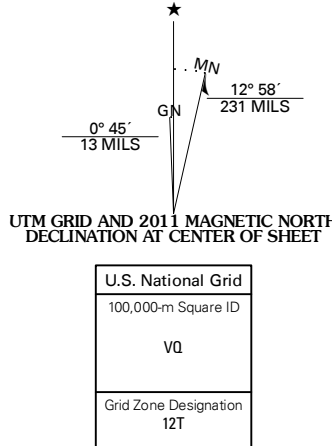 ★
MN
GN
12° 58´
231 MILS
0° 45´
13 MILS
UTM GRID AND 2011 MAGNETIC NORTH
DECLINATION AT CENTER OF SHEET
U.S. National Grid
100,000-m Square ID
VQ
Grid Zone Designation
12T